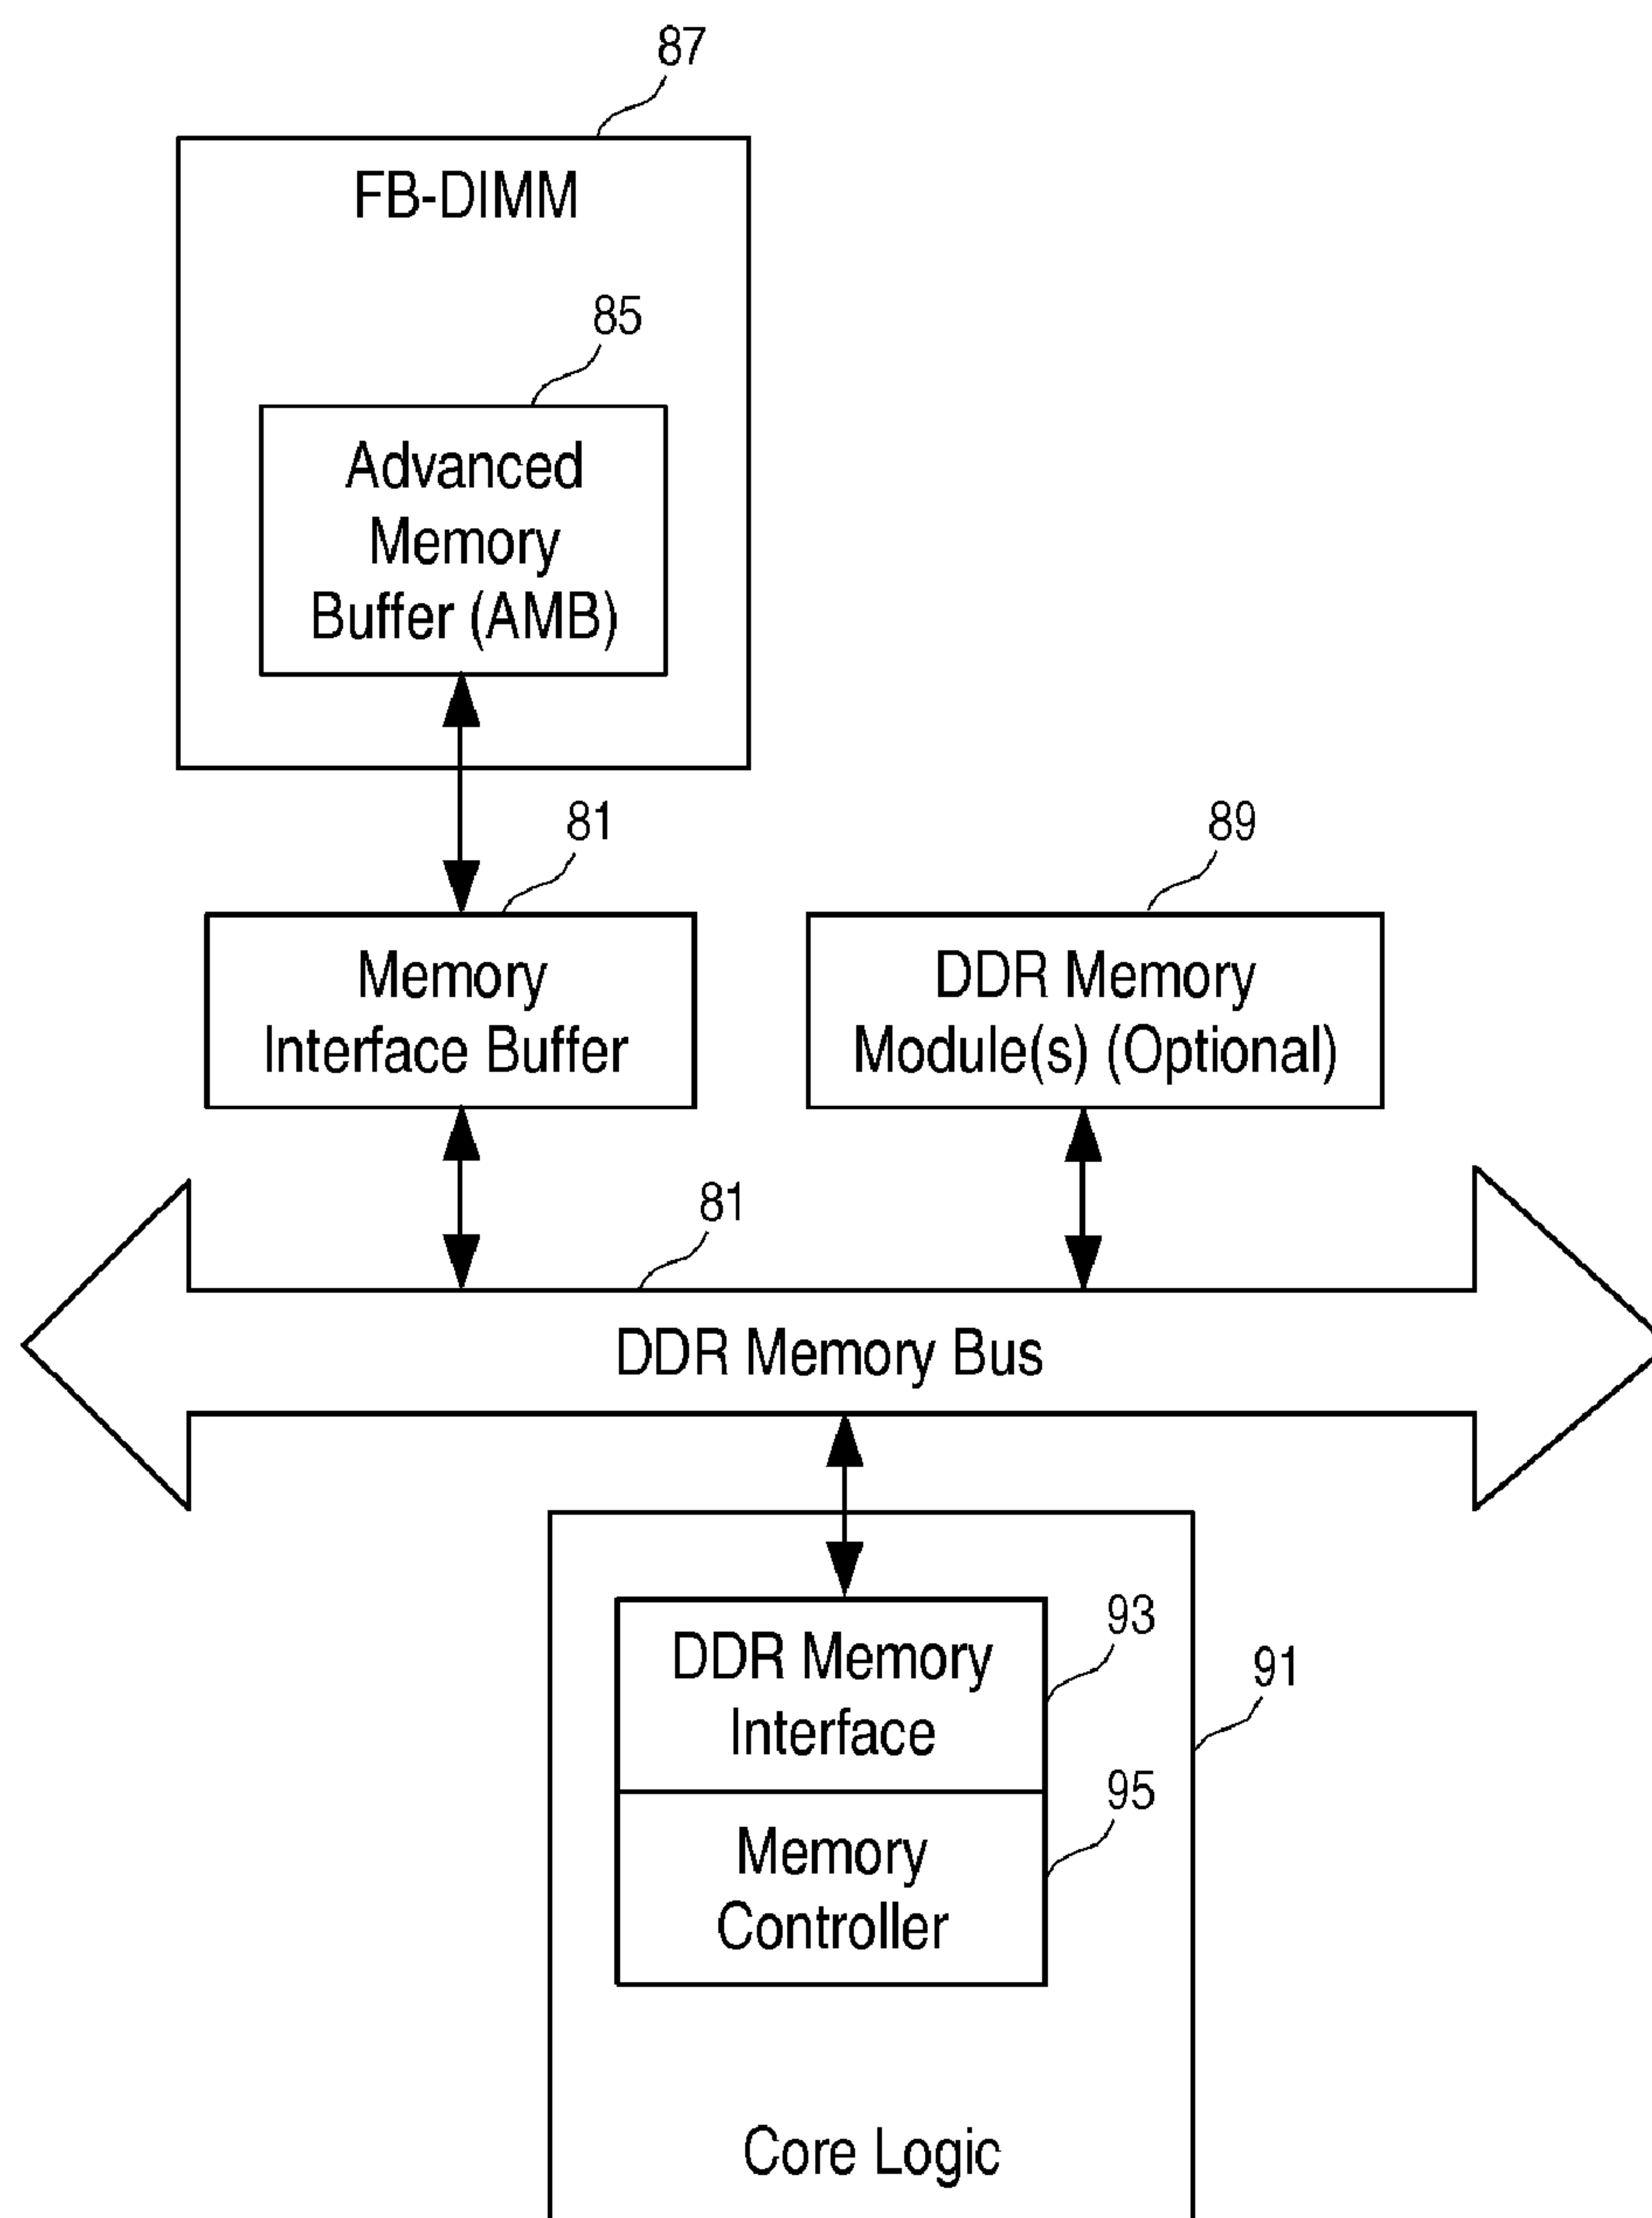 87
FB-DIMM
85
Advanced
Memory
Buffer (AMB)
81
89
Memory
Interface Buffer
DDR Memory
Module(s) (Optional)
81
DDR Memory Bus
93
DDR Memory
Interface
91
95
Memory
Controller
Core Logic